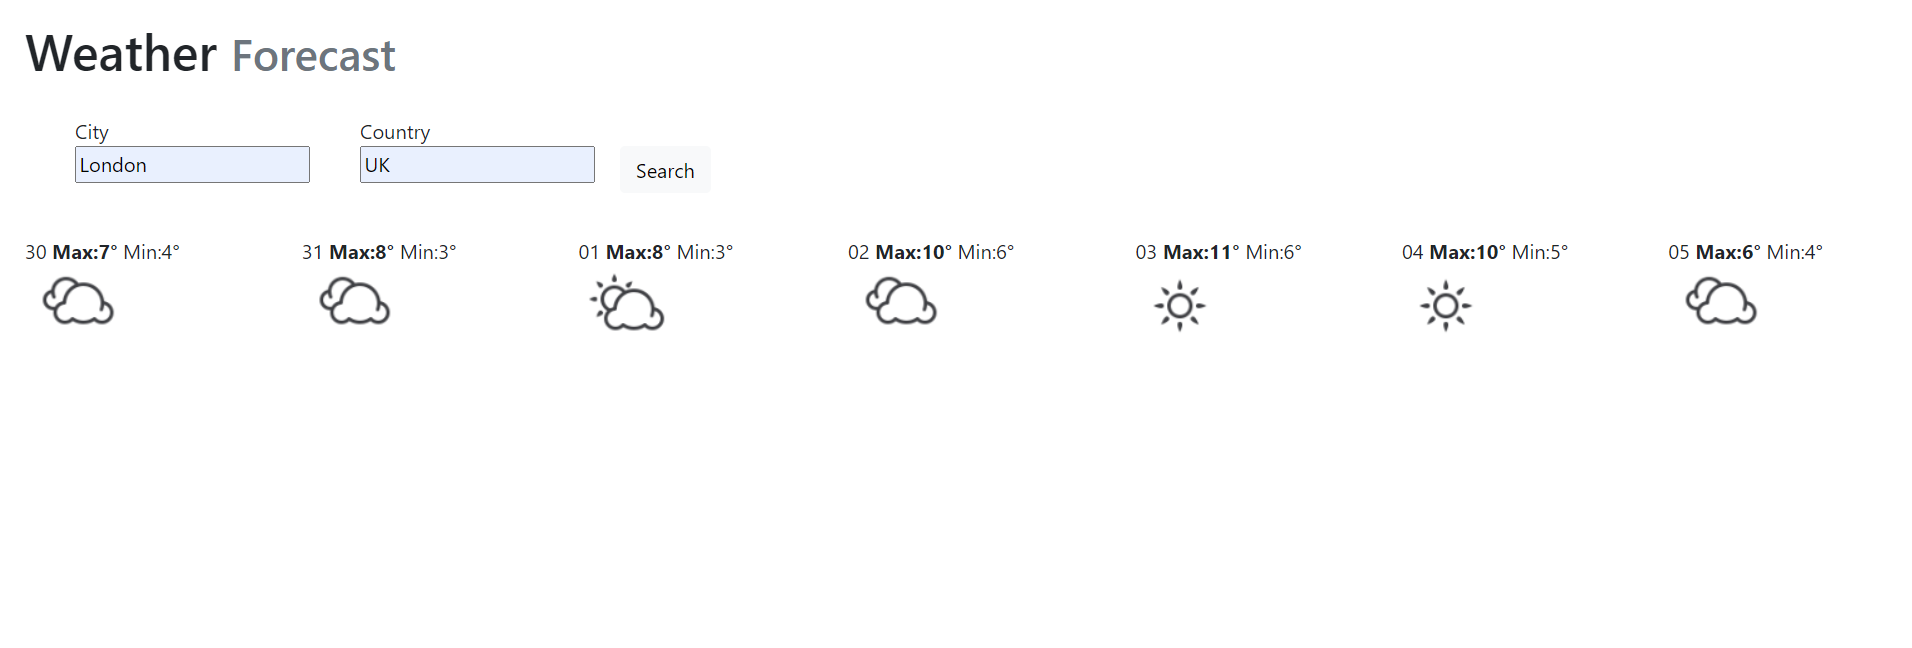 Weather Forecast
City Country
London UK Search
30 Max:7° Min:4° 31 Max:8° Min:3° 01 Max:8° Min:3° 02 Max:10° Min:6° 03 Max:11° Min:6° 04 Max:10° Min:5° 05 Max:6° Min:4°